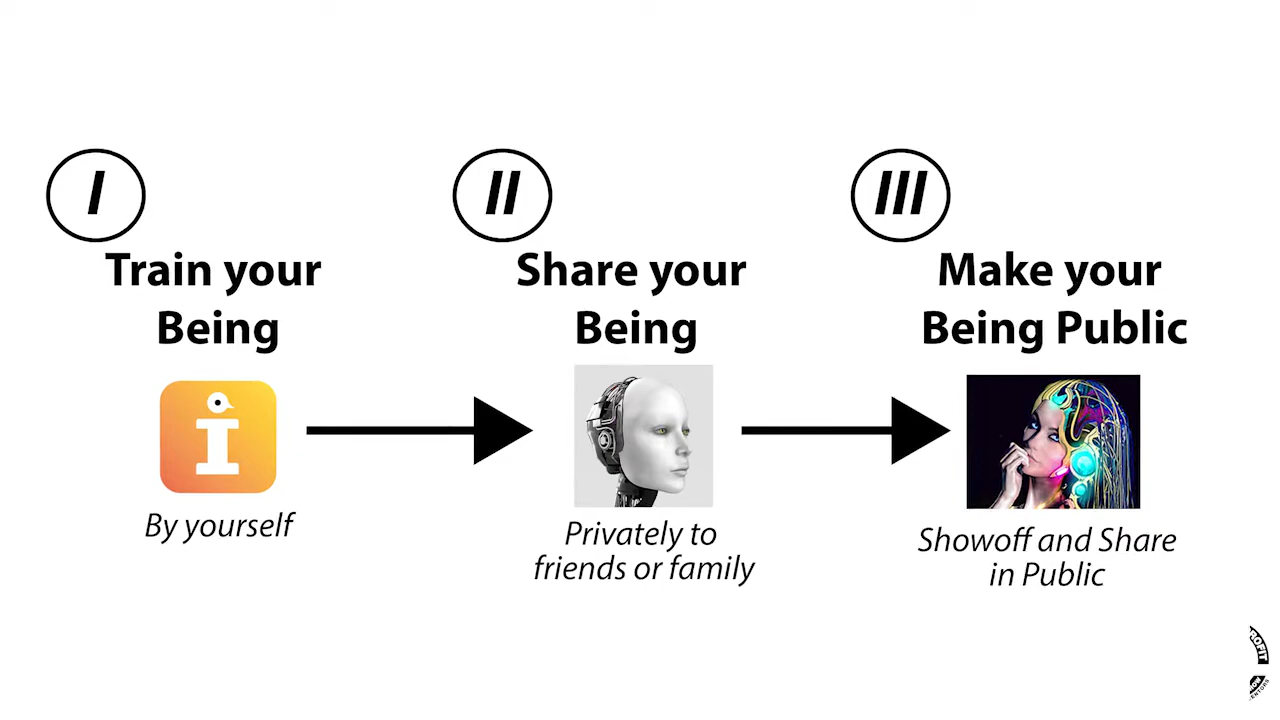 I
II
III
Train your
Being
Share your
Being
Make your
Being Public
i
By yourself
Privately to
friends or family
Showoff and Share
in Public